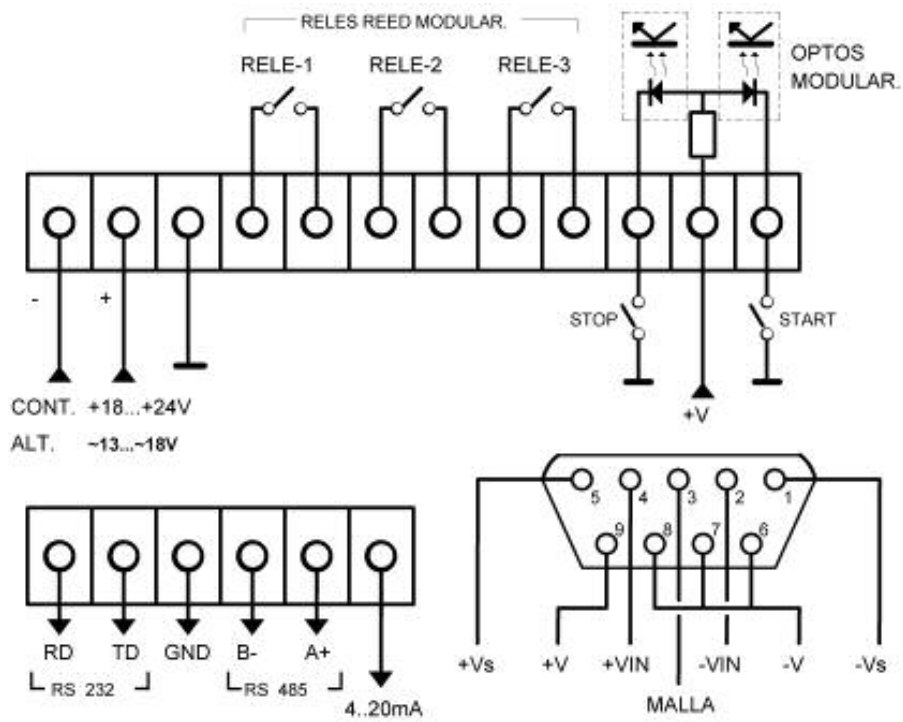 RELES REED MODULAR.
RELE-1 RELE-2 RELE-3
OPTOS
MODULAR.
- +
STOP START
CONT. +18...+24V
+V
ALT. ~13...~18V
5 4 3 2 1
9 8 7 6
RD TD GND B- A+
RS 232 RS 485
4..20mA
+Vs +V +VIN -VIN -V -Vs
MALLA